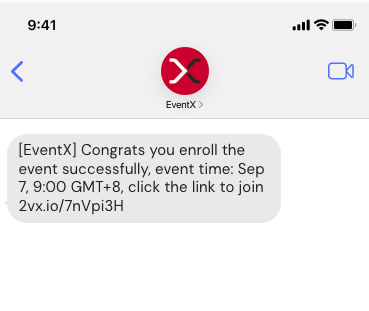 9:41
EventX >
[EventX] Congrats you enroll the
event successfully, event time: Sep
7, 9:00 GMT+8, click the link to join
2vx.io/7nVpi3H